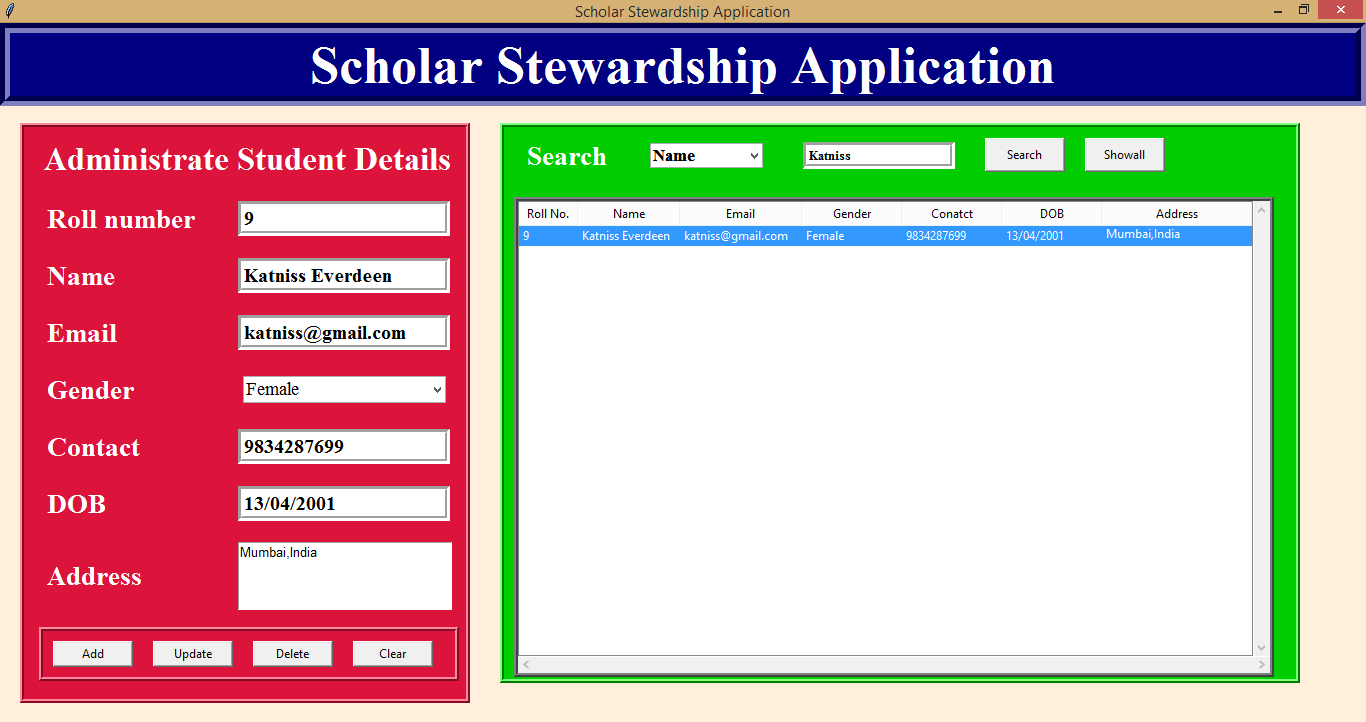 Scholar Stewardship Application
Scholar Stewardship Application
Administrate Student Details
Roll number 9
Name Katniss Everdeen
Email katniss@gmail.com
Gender Female
Contact 9834287699
DOB 13/04/2001
Address Mumbai,India
Add Update Delete Clear
Search Name Katniss Search Showall
Roll No. Name Email Gender Conatct DOB Address
9 Katniss Everdeen katniss@gmail.com Female 9834287699 13/04/2001 Mumbai,India